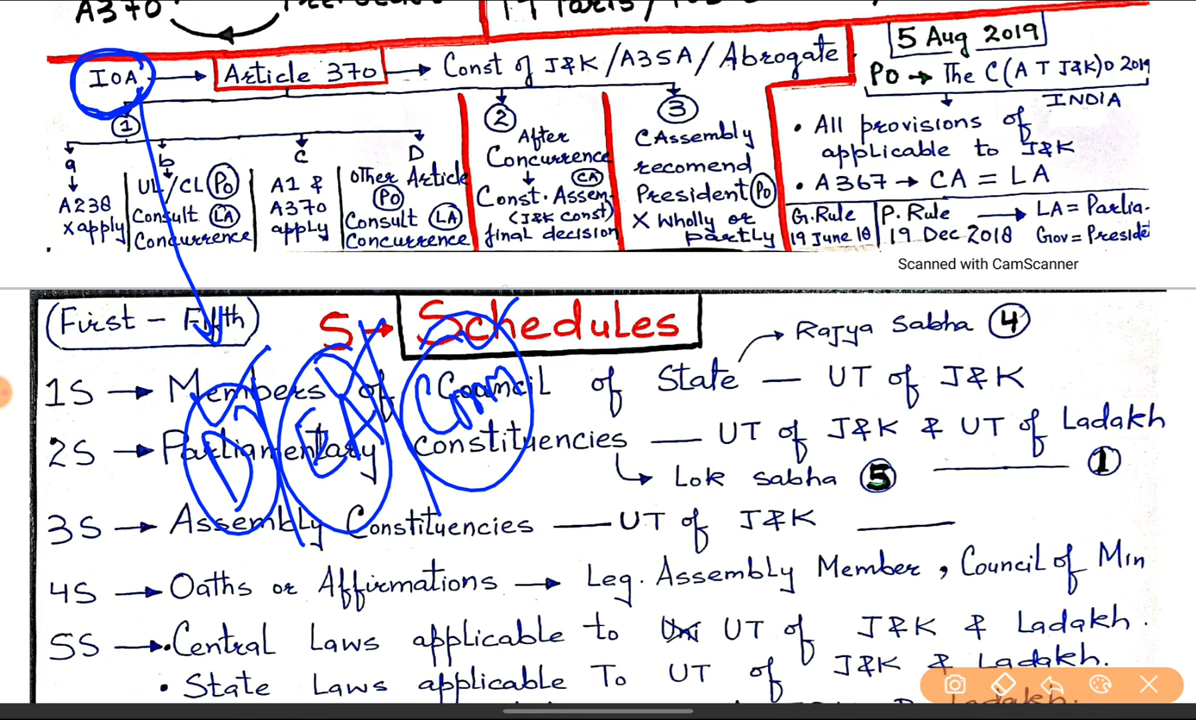 A370
5 Aug 2019
IOA → Article 370 → Const of J&K/A35A/Abrogate
PO → The C(A T J&K)O 2019
INDIA
1
a
A238
x apply
b
UL/CL PO
Consult LA
Concurrence
C
A1 &
A370
apply
D
Other Article
PO
Consult LA
Concurrence
2
After
Concurrence
CA
Const. Assem
(J&K Const)
final decision
3
C Assembly
recomend
President PO
X Wholly or
partly
• All provisions of
applicable to J&K
• A367 → CA = LA
G. Rule
19 June 18
P. Rule
19 Dec 2018
→ LA = Parlia-
Gov = Preside
Scanned with CamScanner
(First - Fifth)
S → Schedules
→ Rajya Sabha 4
1S → Members of Council of State — UT of J&K
2S → Parliamentary Constituencies — UT of J&K & UT of Ladakh
Lok Sabha 5 — 1
3S → Assembly Constituencies — UT of J&K —
4S → Oaths or Affirmations → Leg. Assembly Member, Council of Min
5S → • Central Laws applicable to UT of J&K & Ladakh.
• State Laws applicable To UT of J&K & Ladakh.
D
EA
Com